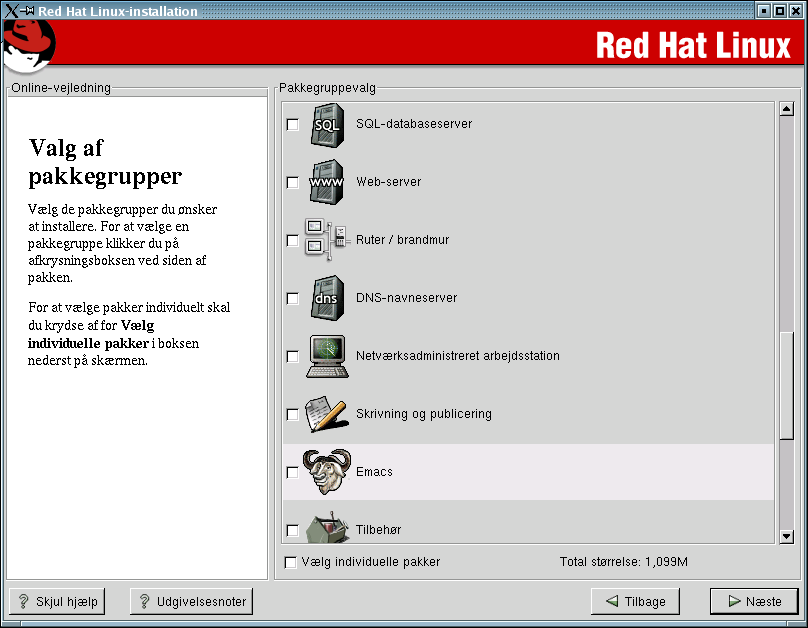 Red Hat Linux-installation
Red Hat Linux
Online-vejledning
Valg af
pakkegrupper
Vælg de pakkegrupper du ønsker
at installere. For at vælge en
pakkegruppe klikker du på
afkrysningsboksen ved siden af
pakken.
For at vælge pakker individuelt skal
du krydse af for Vælg
individuelle pakker i boksen
nederst på skærmen.
Pakkegruppevalg
SQL
SQL-databaseserver
www
Web-server
Ruter / brandmur
dns
DNS-navneserver
Netværksadministreret arbejdsstation
Skrivning og publicering
Emacs
Tilbehør
Vælg individuelle pakker
Total størrelse: 1,099M
? Skjul hjælp
? Udgivelsesnoter
Tilbage
Næste